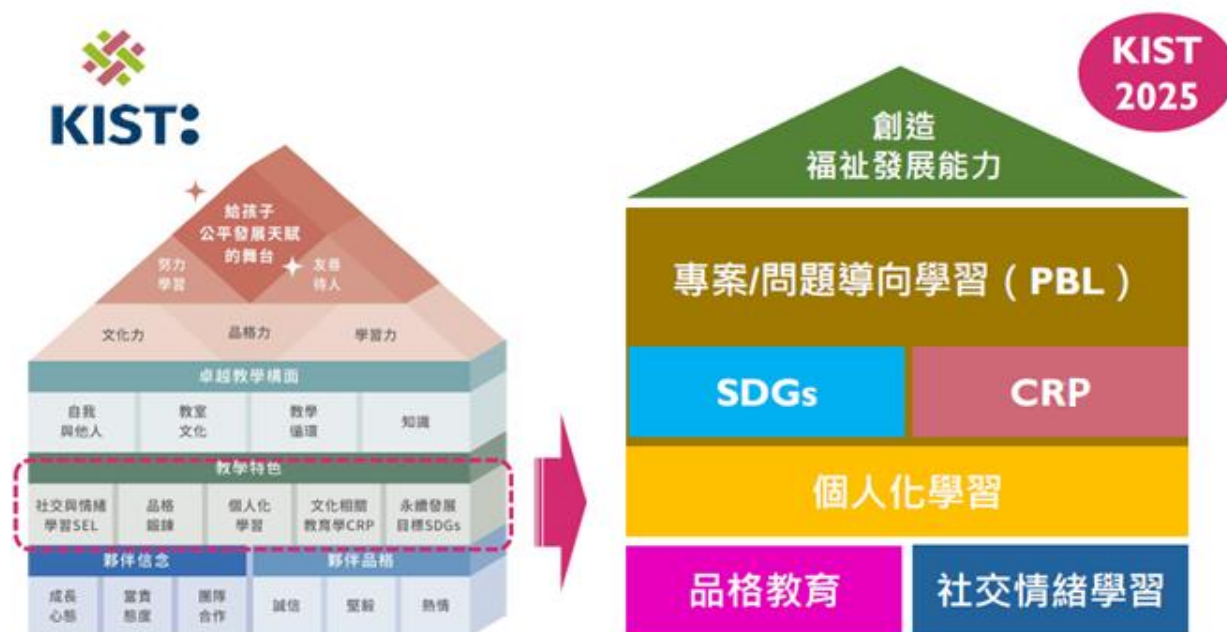 KIST:
給孩子
公平發展天賦
的舞台
努力
學習
友善
待人
文化力
品格力
學習力
卓越教學構面
自我
與他人
教室
文化
教學
循環
知識
教學特色
社交與情緒
學習SEL
品格
鍛鍊
個人化
學習
文化相關
教育學CRP
永續發展
目標SDGs
夥伴信念
夥伴品格
成長
心態
當責
態度
團隊
合作
誠信
堅毅
熱情
KIST
2025
創造
福祉發展能力
專案/問題導向學習（PBL）
SDGs
CRP
個人化學習
品格教育
社交情緒學習